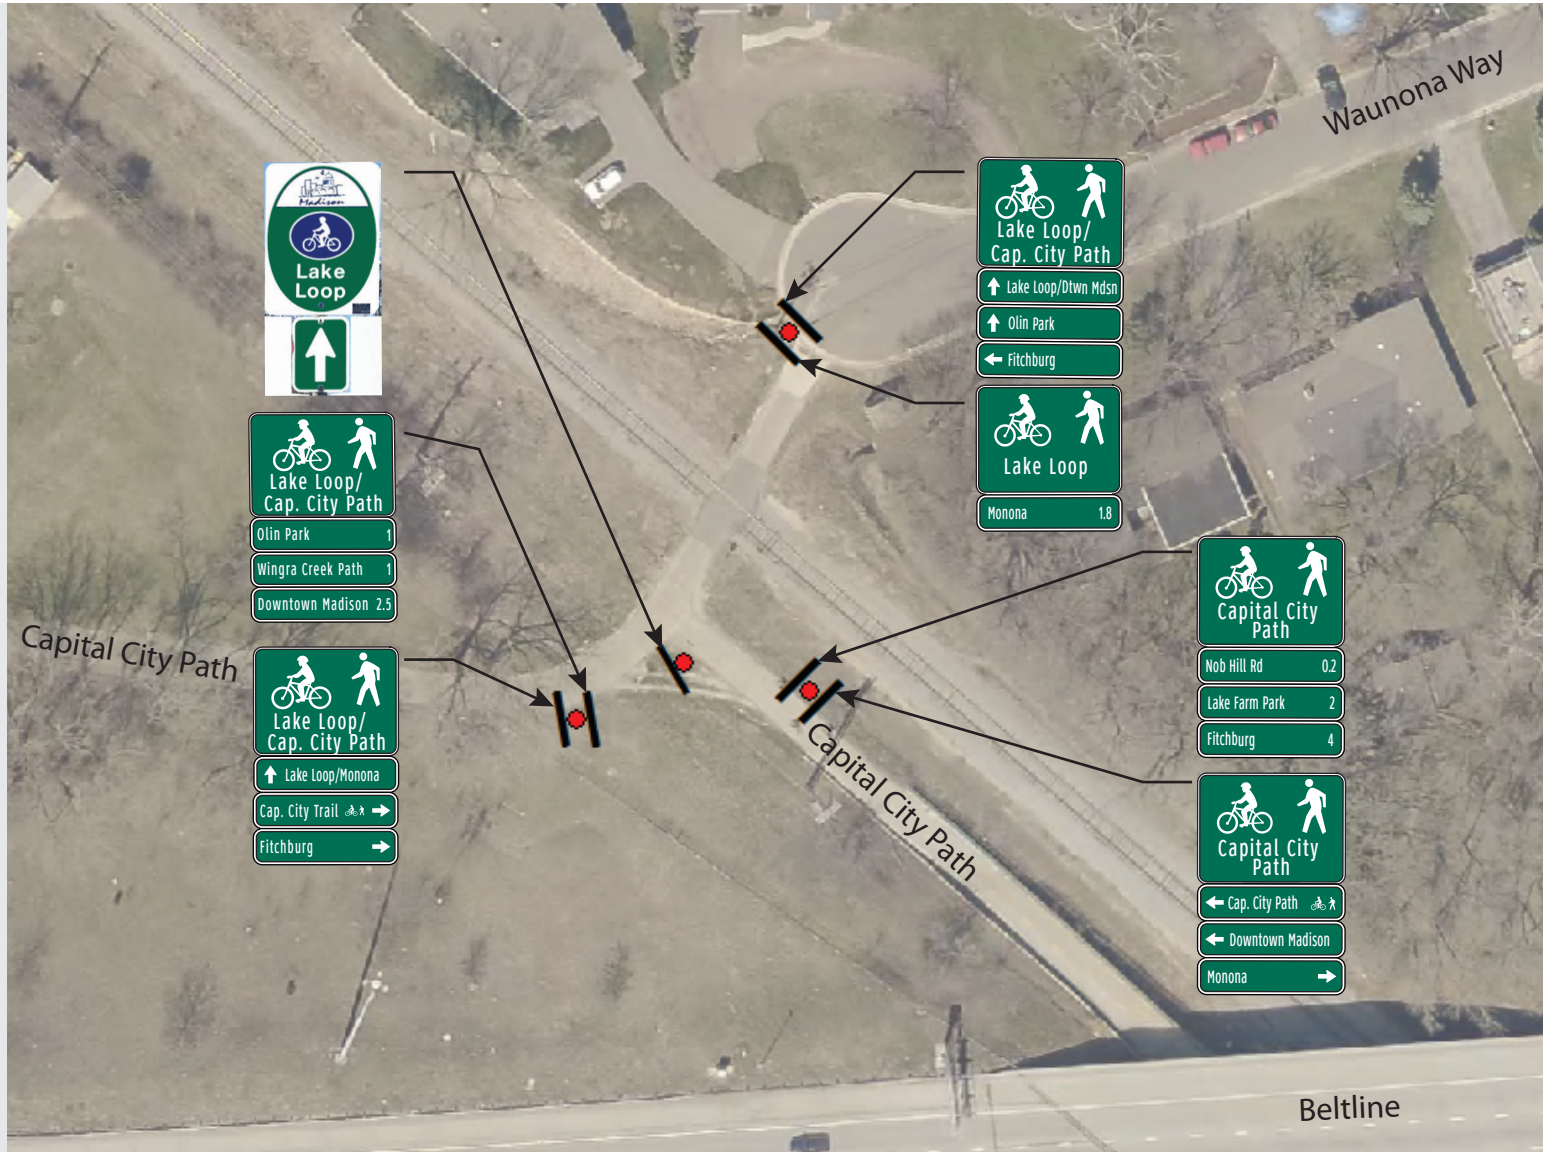 Waunona Way
Madison
Lake
Loop
Lake Loop/
Cap. City Path
Lake Loop/Dtwn Mdsn
Olin Park
Fitchburg
Lake Loop
Monona 1.8
Lake Loop/
Cap. City Path
Olin Park 1
Wingra Creek Path 1
Downtown Madison 2.5
Capital City Path
Lake Loop/
Cap. City Path
Lake Loop/Monona
Cap. City Trail
Fitchburg
Capital City
Path
Nob Hill Rd 0.2
Lake Farm Park 2
Fitchburg 4
Capital City Path
Capital City
Path
Cap. City Path
Downtown Madison
Monona
Beltline